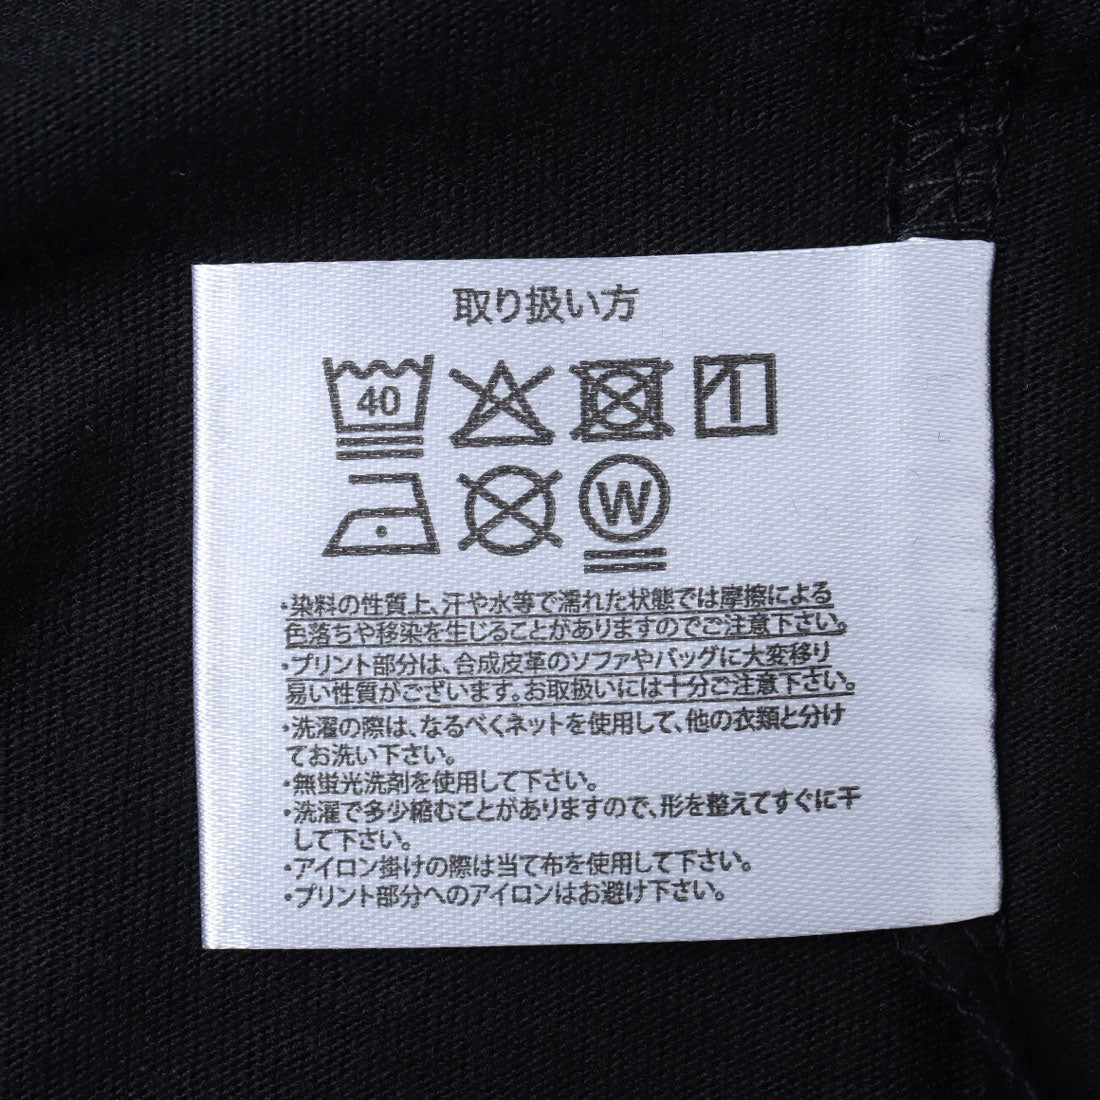 取り扱い方
40
W
・染料の性質上、汗や水等で濡れた状態では摩擦による
色落ちや移染を生じることがありますのでご注意下さい。
・プリント部分は、合成皮革のソファやバッグに大変移り
易い性質がございます。お取扱いには十分ご注意下さい。
・洗濯の際は、なるべくネットを使用して、他の衣類と分け
てお洗い下さい。
・無蛍光洗剤を使用して下さい。
・洗濯で多少縮むことがありますので、形を整えてすぐに干
して下さい。
・アイロン掛けの際は当て布を使用して下さい。
・プリント部分へのアイロンはお避け下さい。